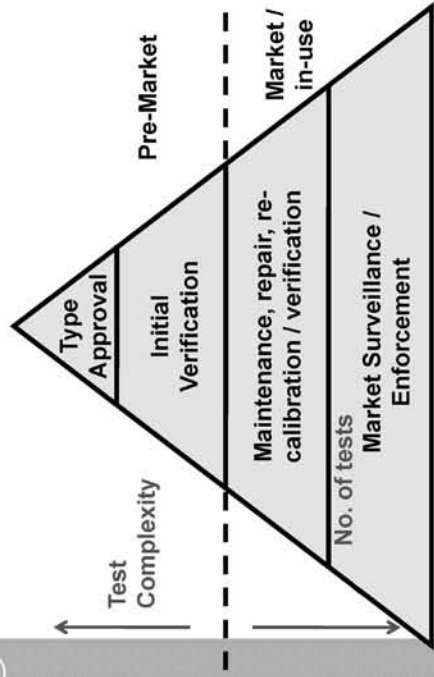 Type
Approval
Pre-Market
Initial
Verification
Test
Complexity
Market /
in-use
Maintenance, repair, re-
calibration / verification
No. of tests
Market Surveillance /
Enforcement